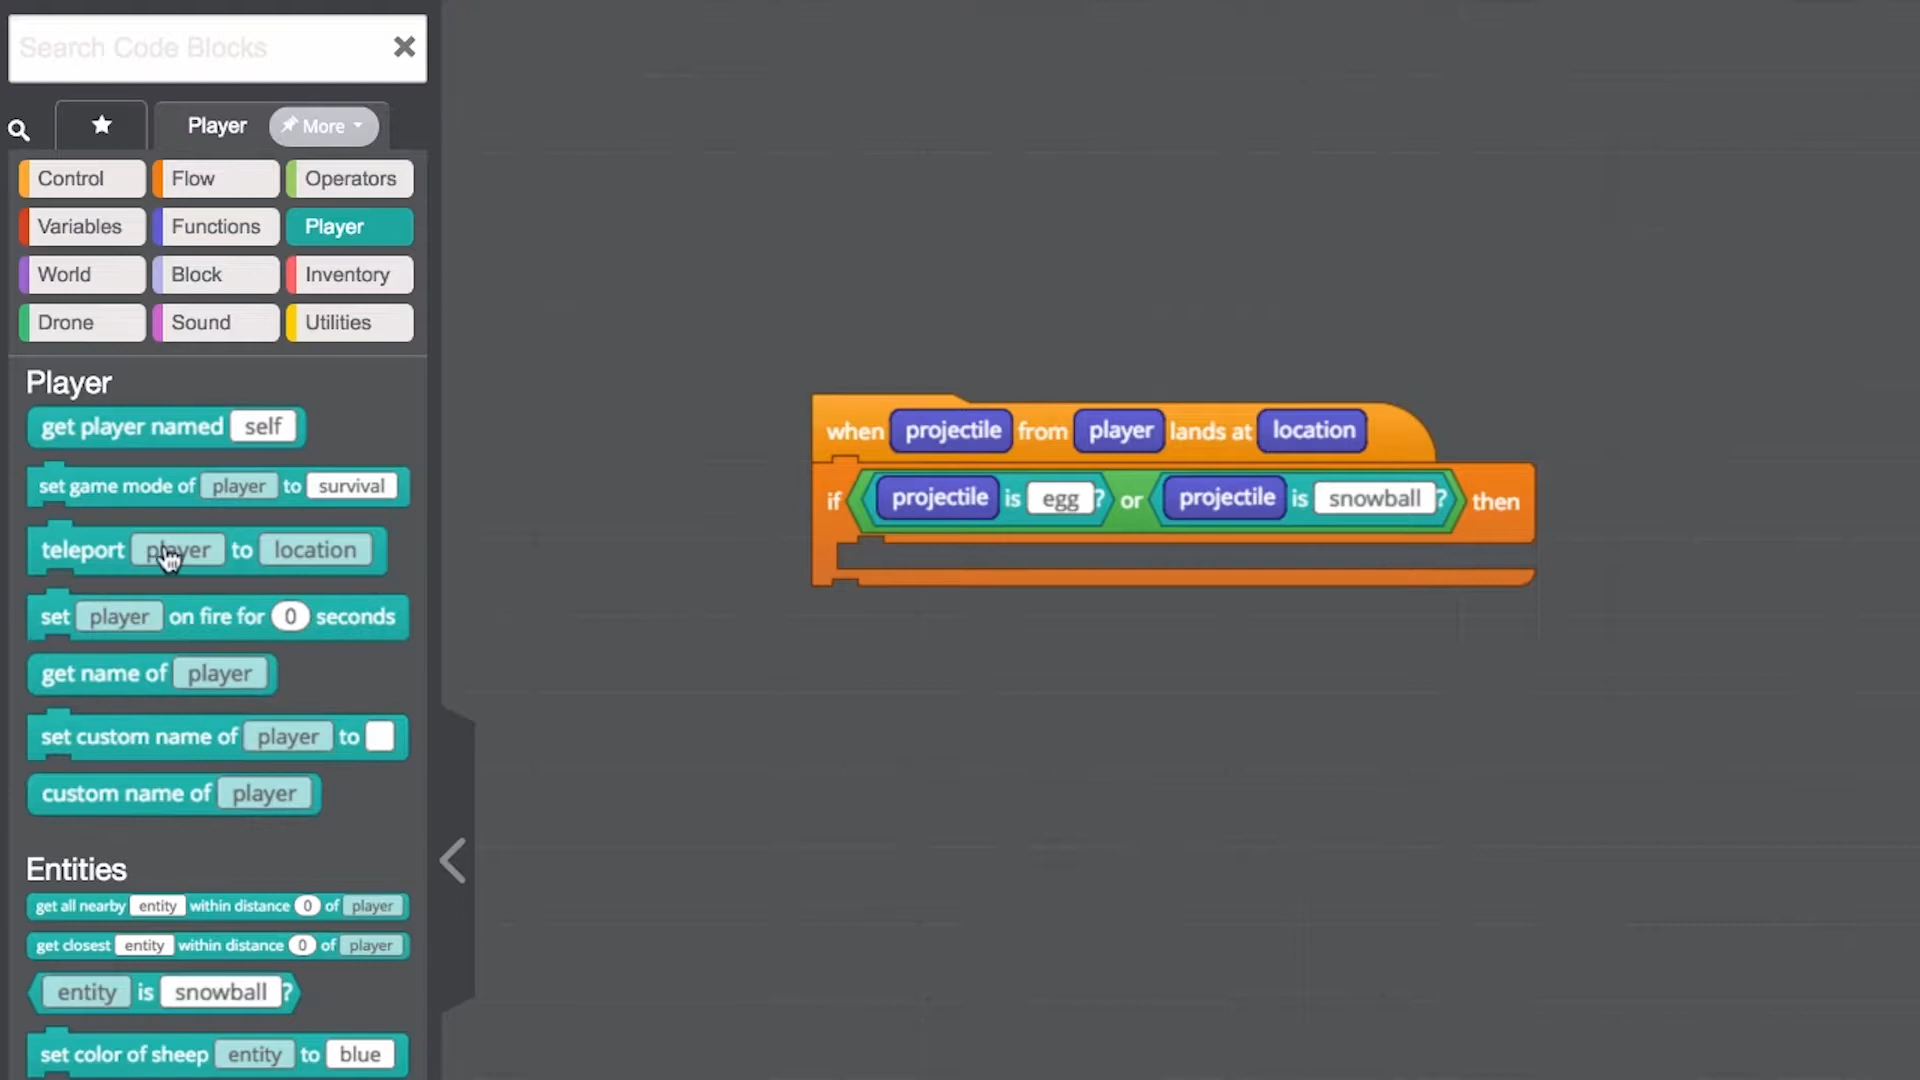 Search Code Blocks
Player More
Control Flow Operators
Variables Functions Player
World Block Inventory
Drone Sound Utilities
Player
get player named self
set game mode of player to survival
teleport player to location
set player on fire for 0 seconds
get name of player
set custom name of player to
custom name of player
Entities
get all nearby entity within distance 0 of player
get closest entity within distance 0 of player
entity is snowball ?
set color of sheep entity to blue
when projectile from player lands at location
if projectile is egg ? or projectile is snowball ? then